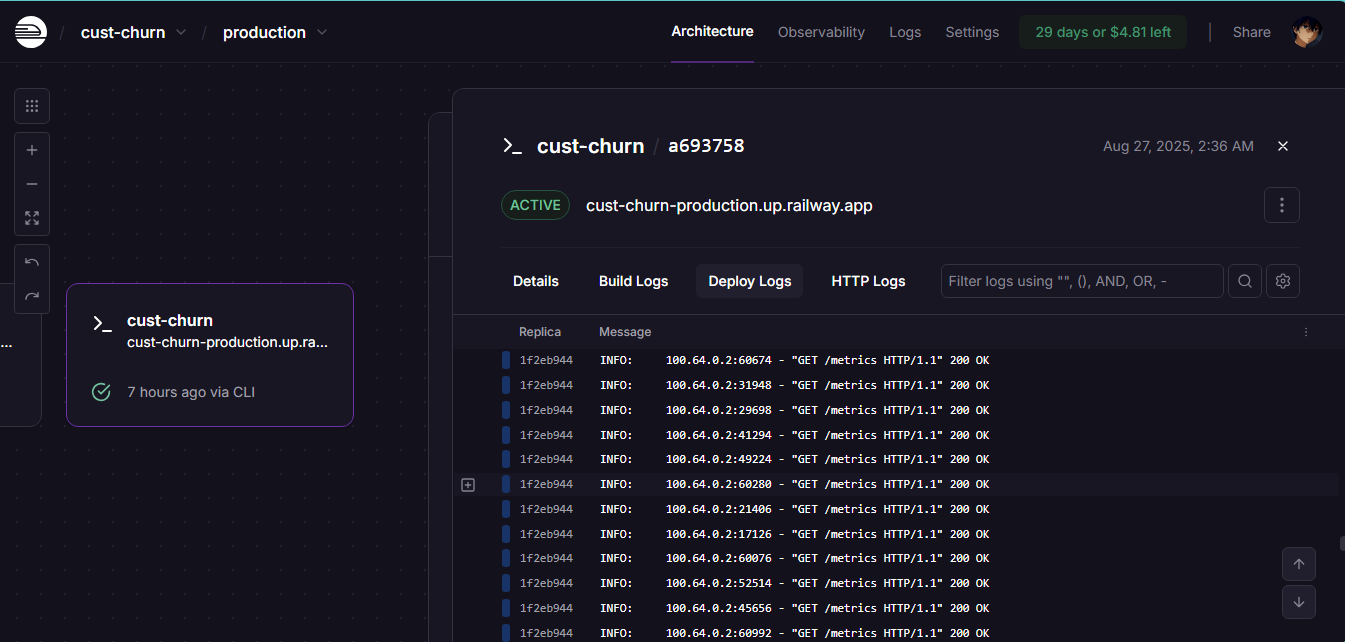 / cust-churn / production Architecture Observability Logs Settings 29 days or $4.81 left | Share
>_ cust-churn / a693758 Aug 27, 2025, 2:36 AM
ACTIVE cust-churn-production.up.railway.app
Details Build Logs Deploy Logs HTTP Logs Filter logs using "", (), AND, OR, -
>_ cust-churn
cust-churn-production.up.ra...
7 hours ago via CLI
...
Replica Message
1f2eb944 INFO: 100.64.0.2:60674 - "GET /metrics HTTP/1.1" 200 OK
1f2eb944 INFO: 100.64.0.2:31948 - "GET /metrics HTTP/1.1" 200 OK
1f2eb944 INFO: 100.64.0.2:29698 - "GET /metrics HTTP/1.1" 200 OK
1f2eb944 INFO: 100.64.0.2:41294 - "GET /metrics HTTP/1.1" 200 OK
1f2eb944 INFO: 100.64.0.2:49224 - "GET /metrics HTTP/1.1" 200 OK
1f2eb944 INFO: 100.64.0.2:60280 - "GET /metrics HTTP/1.1" 200 OK
1f2eb944 INFO: 100.64.0.2:21406 - "GET /metrics HTTP/1.1" 200 OK
1f2eb944 INFO: 100.64.0.2:17126 - "GET /metrics HTTP/1.1" 200 OK
1f2eb944 INFO: 100.64.0.2:60076 - "GET /metrics HTTP/1.1" 200 OK
1f2eb944 INFO: 100.64.0.2:52514 - "GET /metrics HTTP/1.1" 200 OK
1f2eb944 INFO: 100.64.0.2:45656 - "GET /metrics HTTP/1.1" 200 OK
1f2eb944 INFO: 100.64.0.2:60992 - "GET /metrics HTTP/1.1" 200 OK